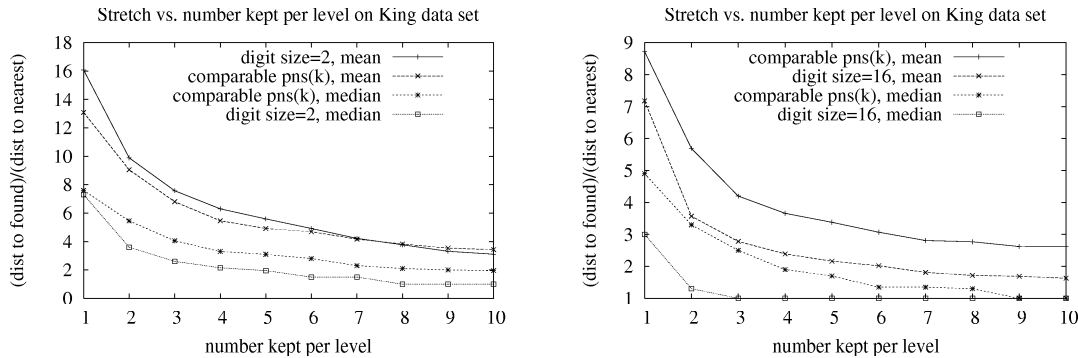 Stretch vs. number kept per level on King data set
(dist to found)/(dist to nearest)
18
16
14
12
10
8
6
4
2
0
digit size=2, mean
comparable pns(k), mean
comparable pns(k), median
digit size=2, median
1 2 3 4 5 6 7 8 9 10
number kept per level
Stretch vs. number kept per level on King data set
(dist to found)/(dist to nearest)
9
8
7
6
5
4
3
2
1
comparable pns(k), mean
digit size=16, mean
comparable pns(k), median
digit size=16, median
1 2 3 4 5 6 7 8 9 10
number kept per level